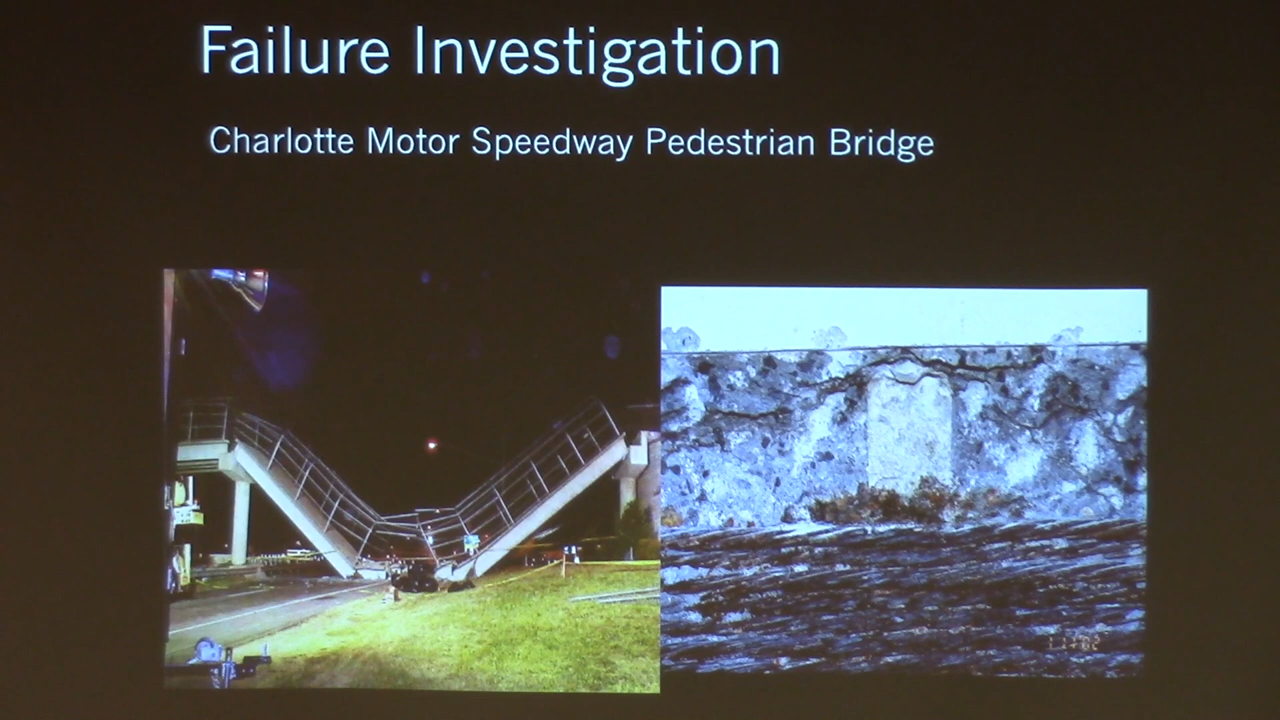 Failure Investigation
Charlotte Motor Speedway Pedestrian Bridge